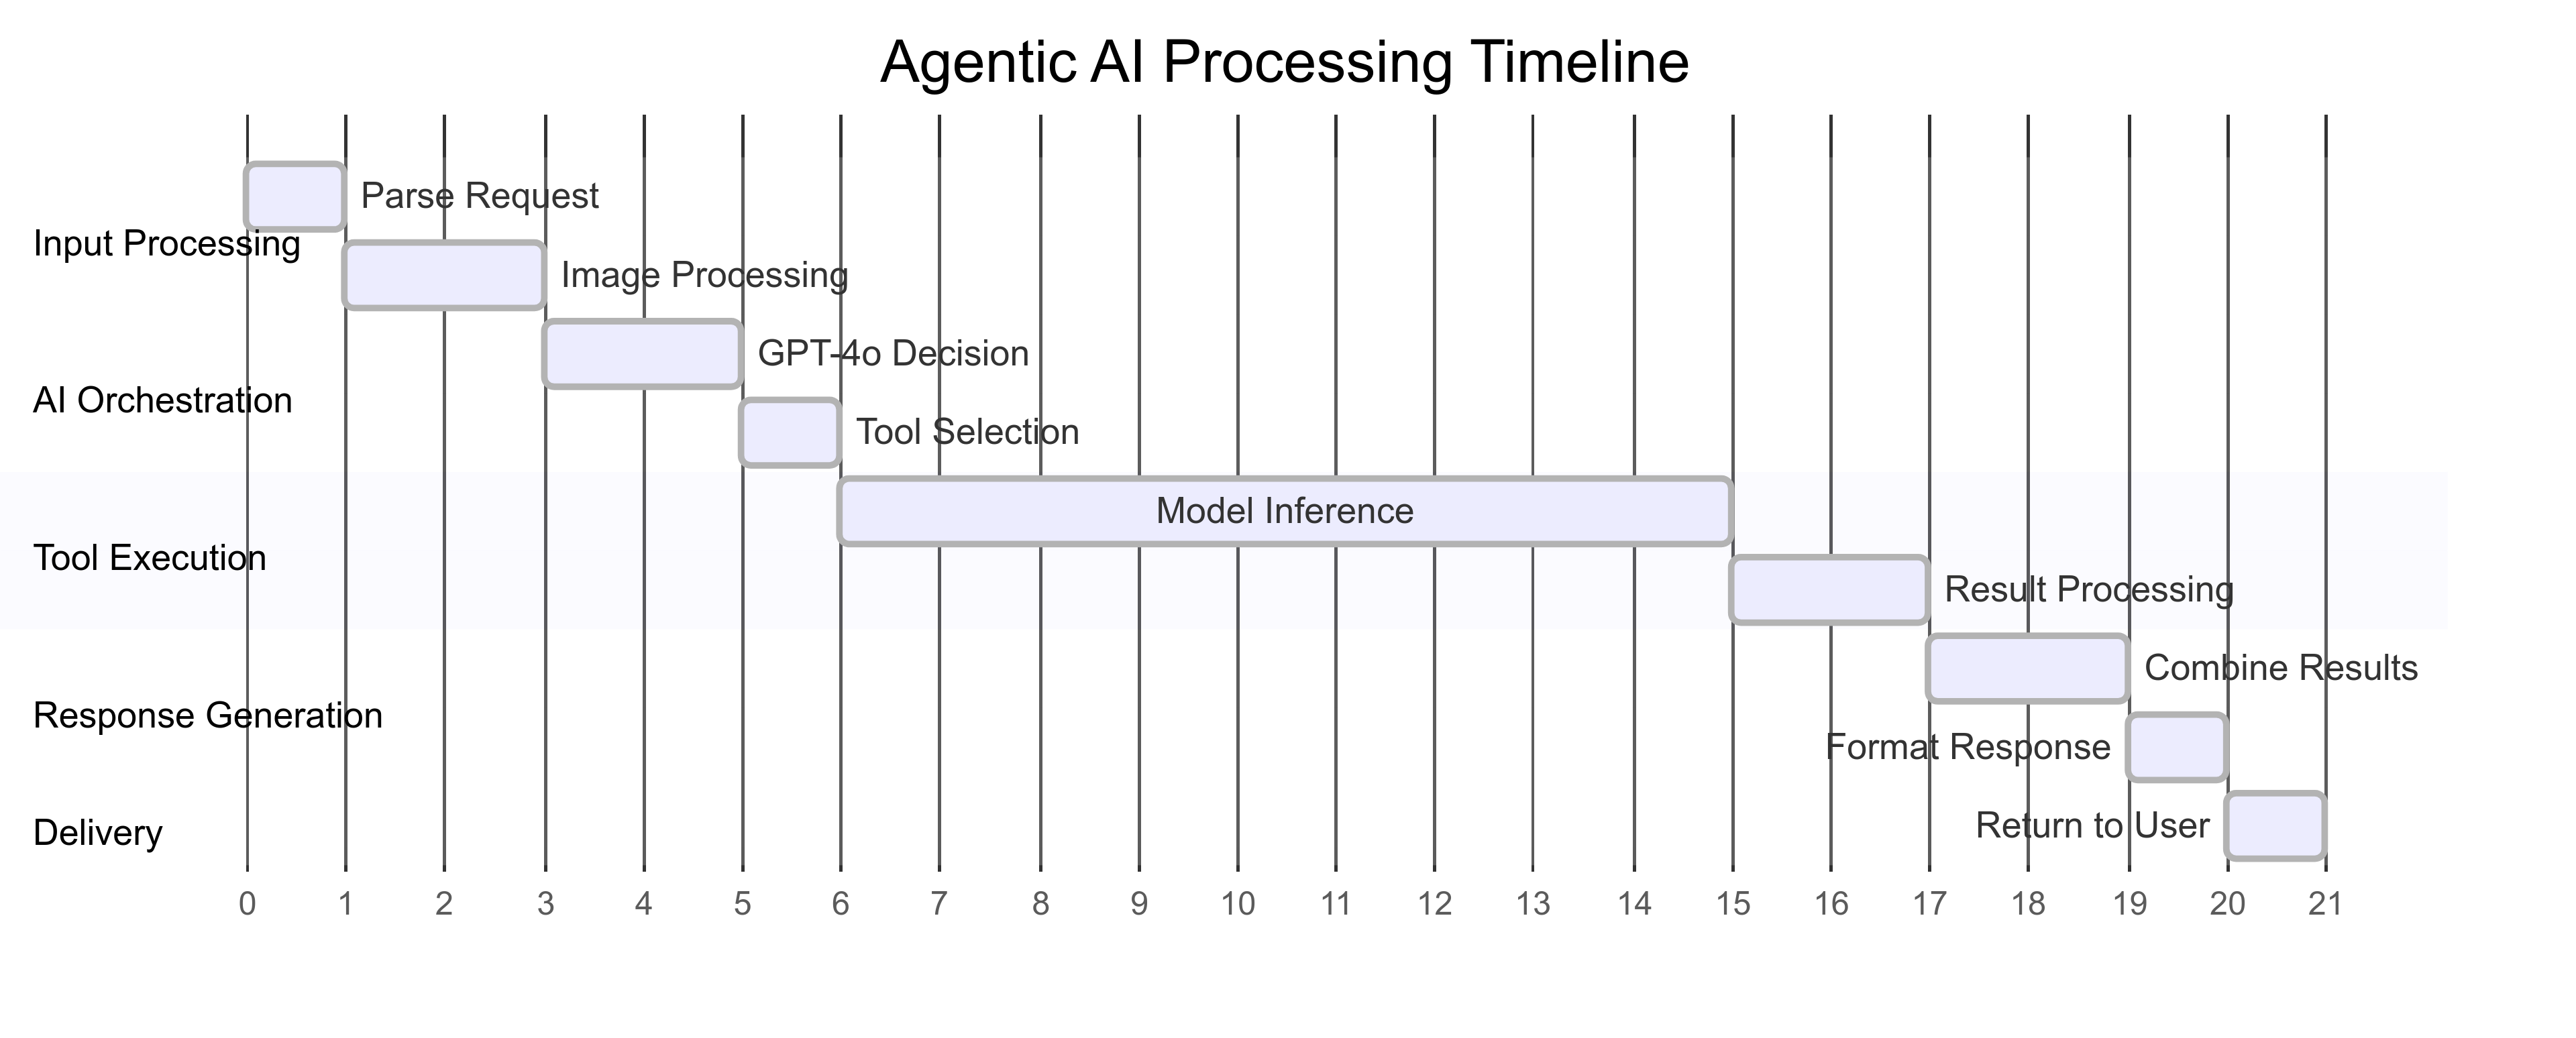 Agentic AI Processing Timeline
Parse Request
Input Processing
Image Processing
GPT-4o Decision
AI Orchestration
Tool Selection
Model Inference
Tool Execution
Result Processing
Combine Results
Response Generation
Format Response
Return to User
Delivery
0 1 2 3 4 5 6 7 8 9 10 11 12 13 14 15 16 17 18 19 20 21